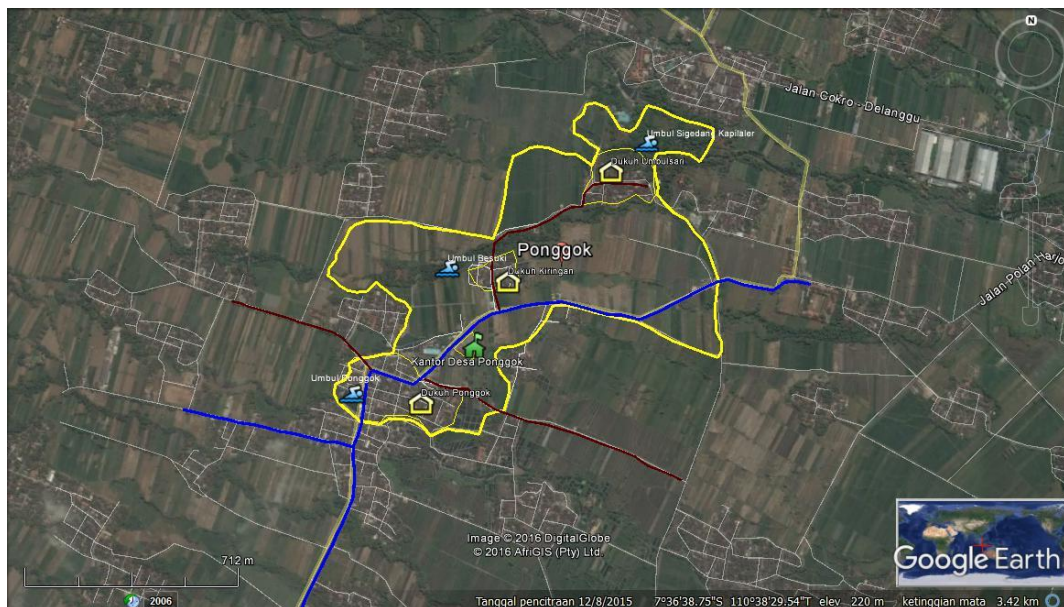 N
Jalan Cokro - Delanggu
Umbul Sigedang Kapilaler
Dukuh Umbulsari
Ponggok
Umbul Besuki
Dukuh Kiringan
Jalan Polan Harjo
Kantor Desa Ponggok
Umbul Ponggok
Dukuh Ponggok
Image © 2016 DigitalGlobe
© 2016 AfriGIS (Pty) Ltd.
712 m
Google Earth
2006
Tanggal pencitraan 12/8/2015 7°36'38.75"S 110°38'29.54"T elev 220 m ketinggian mata 3.42 km